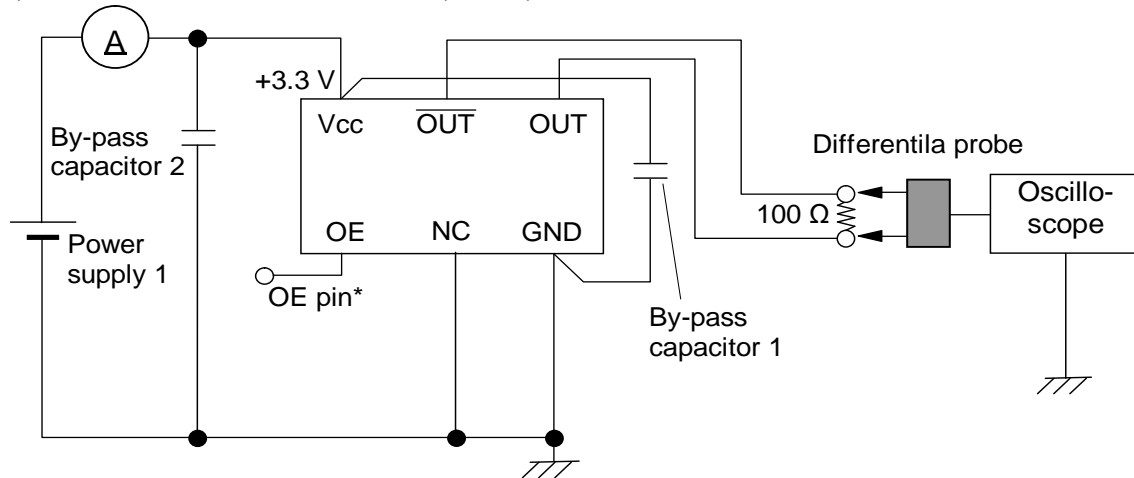 A
+3.3 V
Vcc
OUT
OUT
By-pass
capacitor 2
Differentila probe
Oscillo-
scope
100 Ω
OE
NC
GND
Power
supply 1
OE pin*
By-pass
capacitor 1